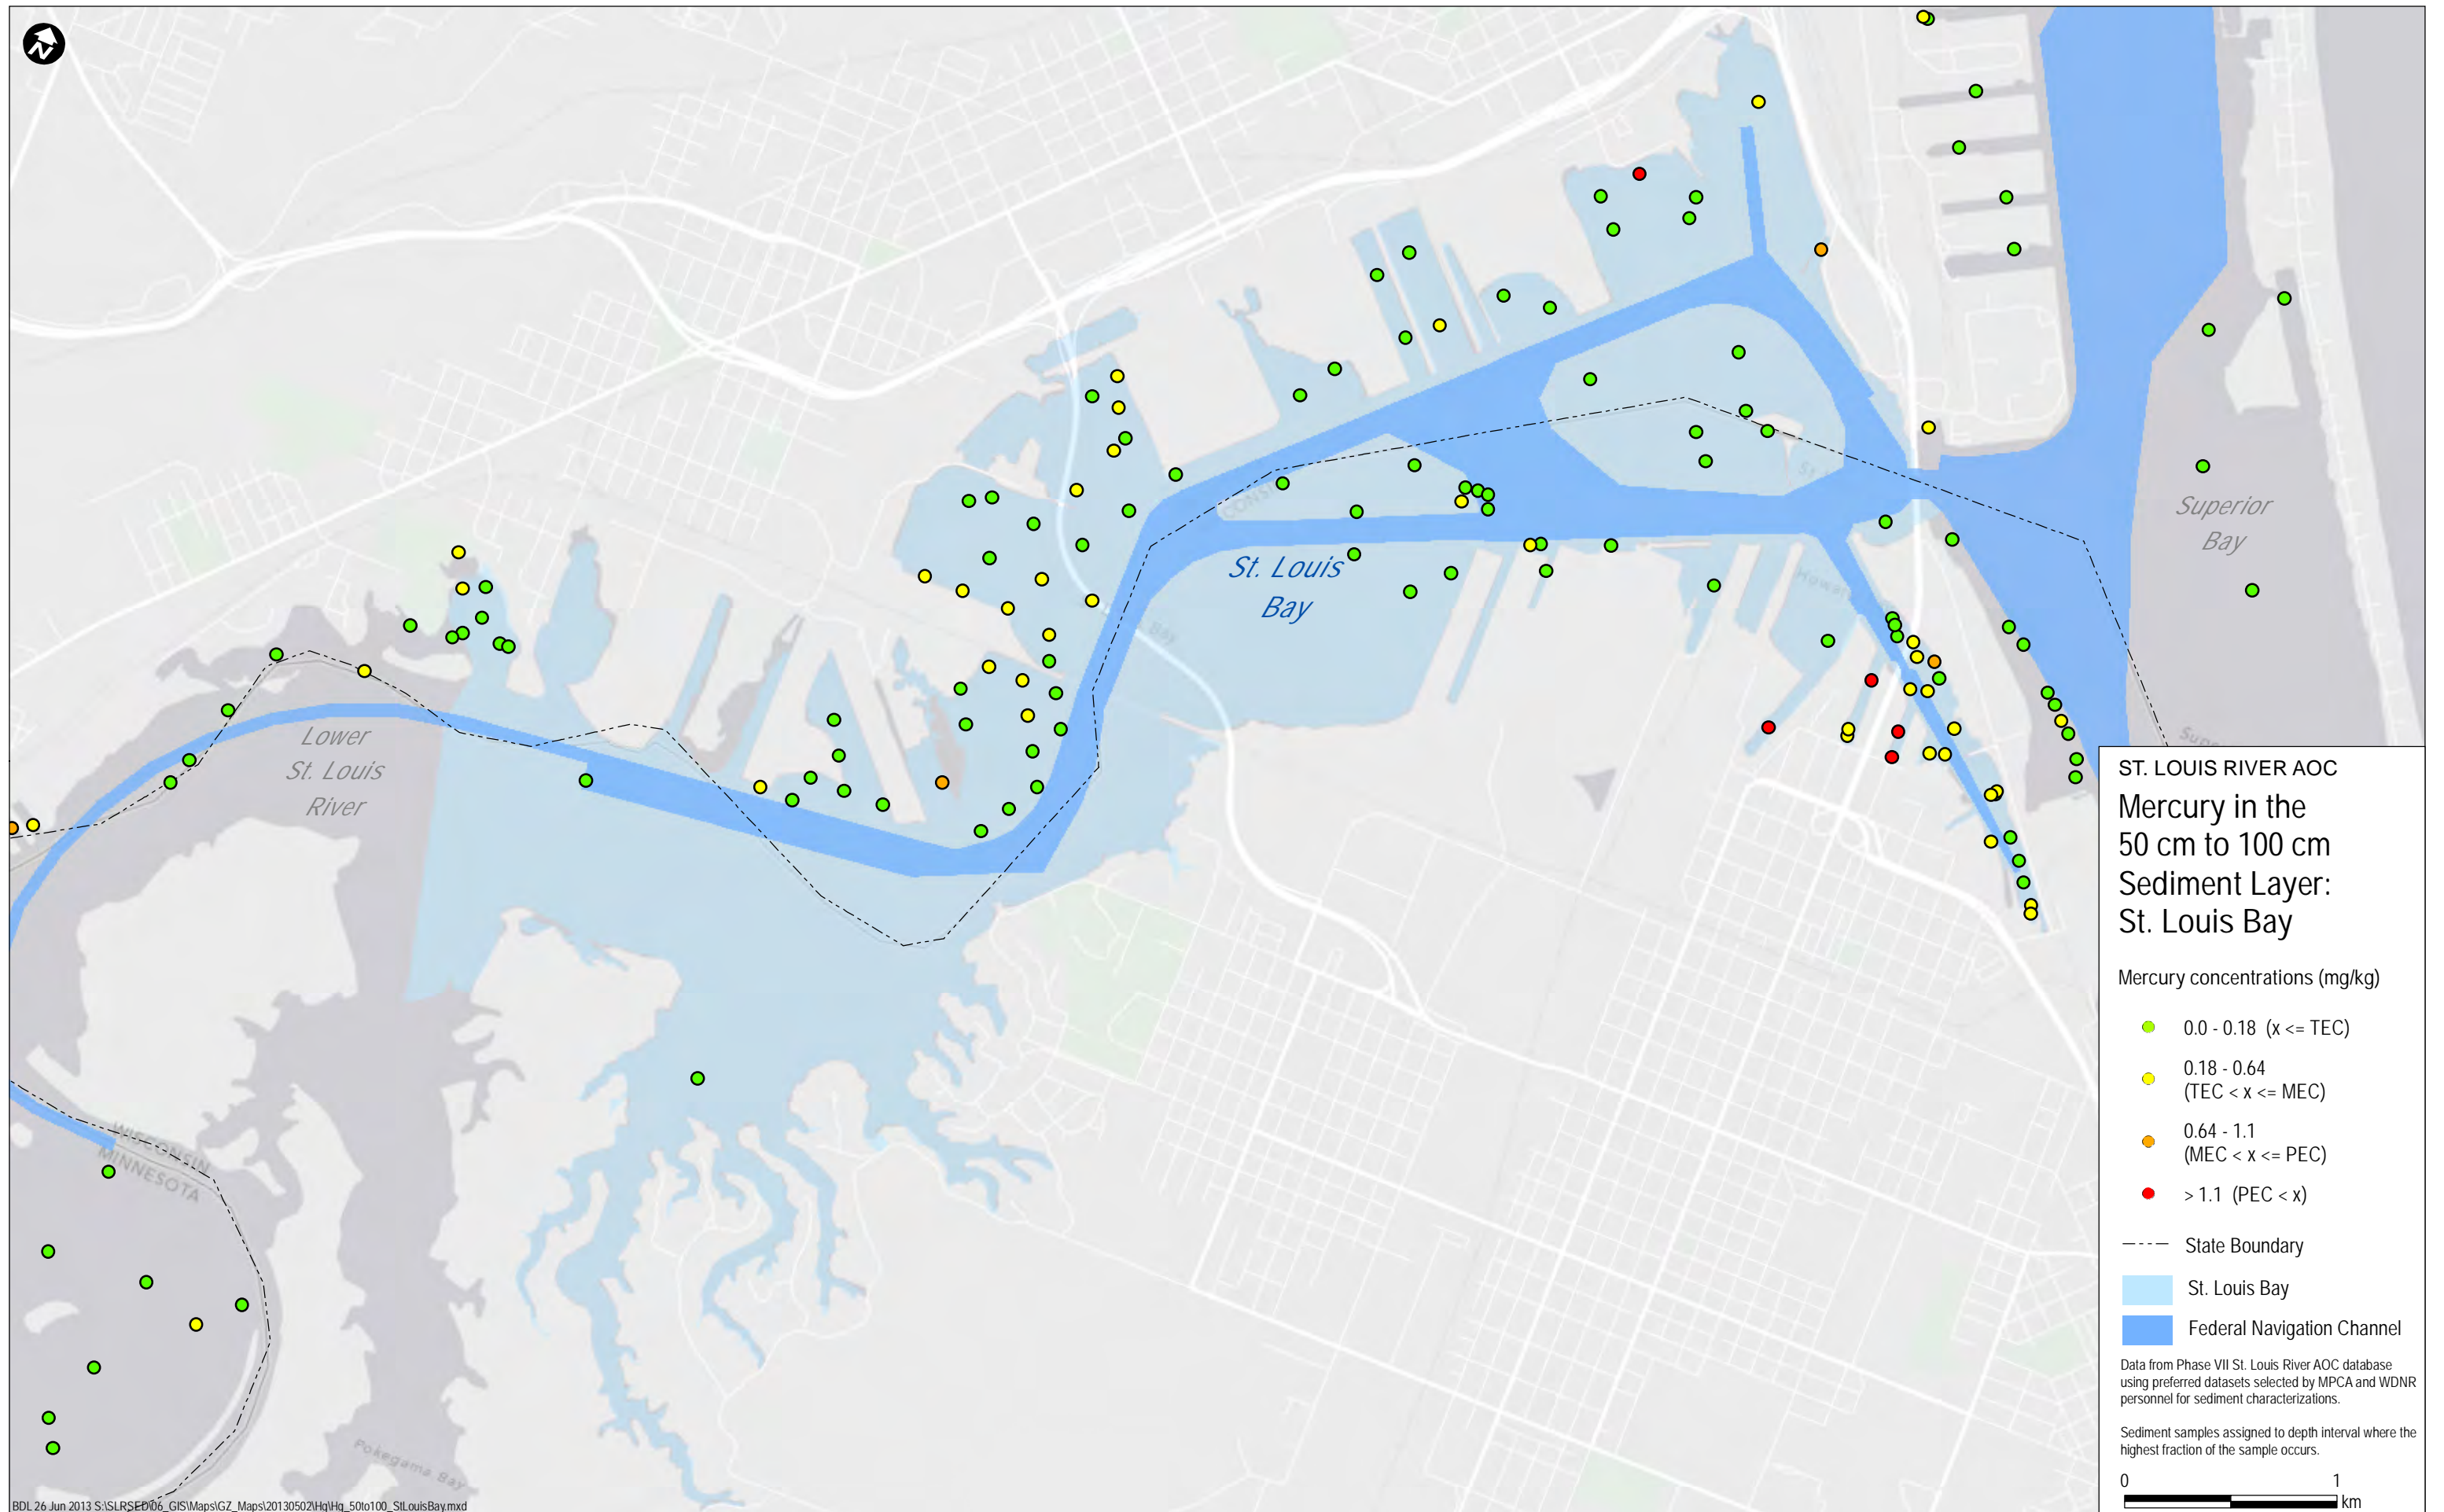 N
Superior
Bay
St. Louis
Bay
BAY
Lower
St. Louis
River
WISCONSIN
MINNESOTA
Pokegama Bay
ST. LOUIS RIVER AOC
Mercury in the
50 cm to 100 cm
Sediment Layer:
St. Louis Bay
Mercury concentrations (mg/kg)
0.0 - 0.18 (x <= TEC)
0.18 - 0.64
(TEC < x <= MEC)
0.64 - 1.1
(MEC < x <= PEC)
> 1.1 (PEC < x)
State Boundary
St. Louis Bay
Federal Navigation Channel
Data from Phase VII St. Louis River AOC database
using preferred datasets selected by MPCA and WDNR
personnel for sediment characterizations.
Sediment samples assigned to depth interval where the
highest fraction of the sample occurs.
0 1
km
BDL 26 Jun 2013 S:\SLRSED\06_GIS\Maps\GZ_Maps\20130502\Hg\Hg_50to100_StLouisBay.mxd